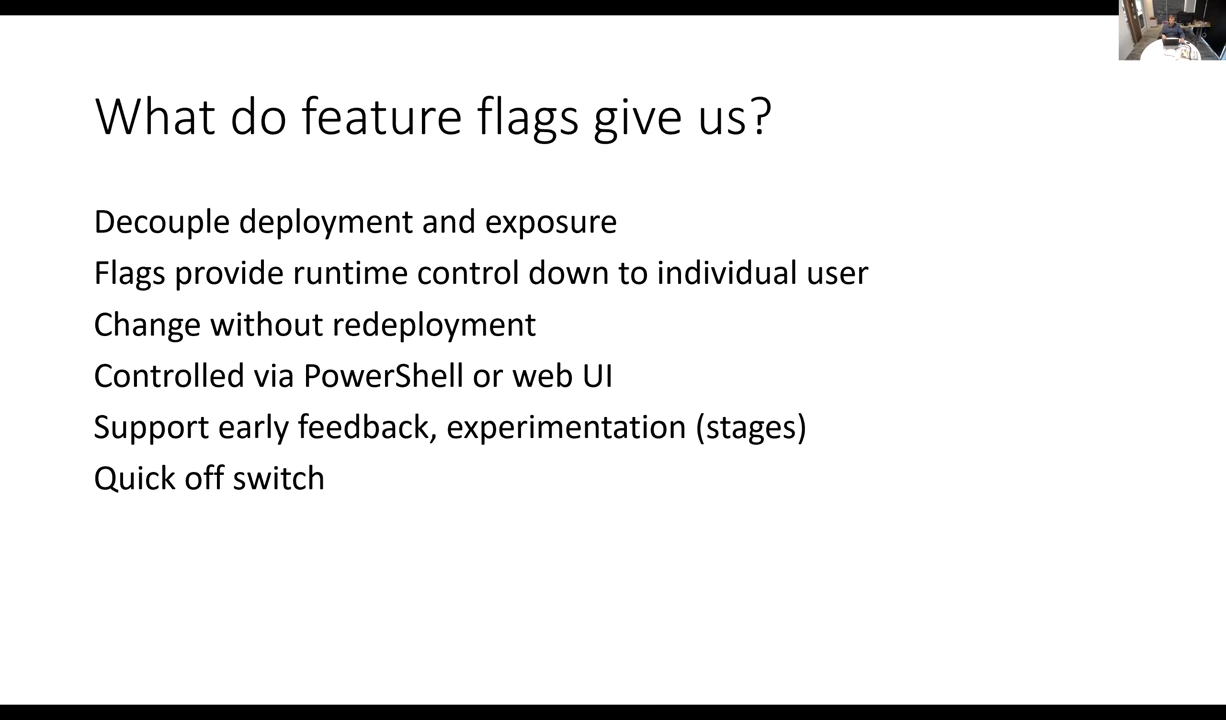 What do feature flags give us?
Decouple deployment and exposure
Flags provide runtime control down to individual user
Change without redeployment
Controlled via PowerShell or web UI
Support early feedback, experimentation (stages)
Quick off switch